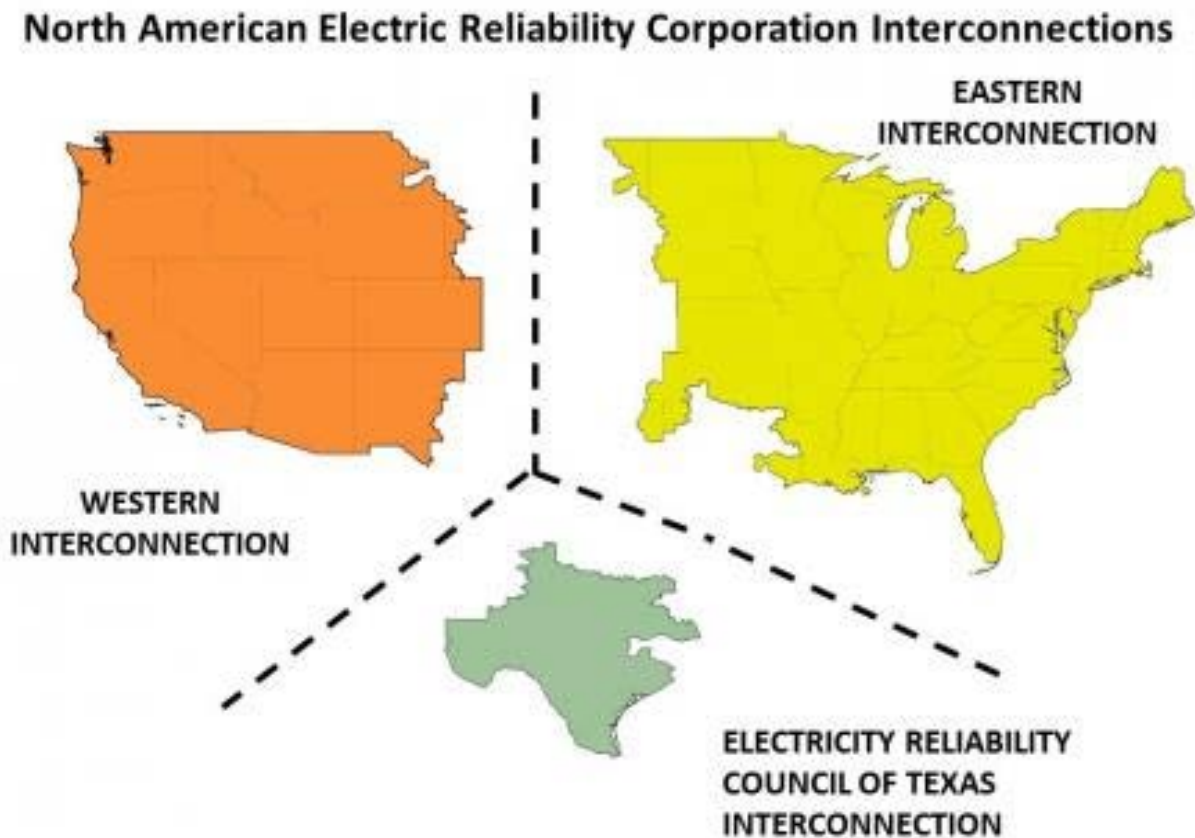 North American Electric Reliability Corporation Interconnections
EASTERN
INTERCONNECTION
WESTERN
INTERCONNECTION
ELECTRICITY RELIABILITY
COUNCIL OF TEXAS
INTERCONNECTION